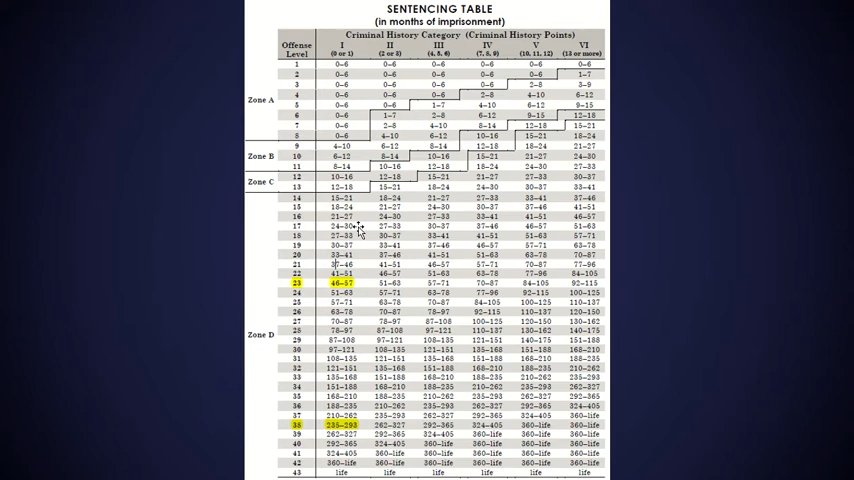 SENTENCING TABLE
(in months of imprisonment)
Criminal History Category (Criminal History Points)
Offense Level I (0 or 1) II (2 or 3) III (4, 5, 6) IV (7, 8, 9) V (10, 11, 12) VI (13 or more)
1 0–6 0–6 0–6 0–6 0–6 0–6
2 0–6 0–6 0–6 0–6 0–6 1–7
3 0–6 0–6 0–6 0–6 2–8 3–9
4 0–6 0–6 0–6 2–8 4–10 6–12
Zone A
5 0–6 0–6 1–7 4–10 6–12 9–15
6 0–6 1–7 2–8 6–12 9–15 12–18
7 0–6 2–8 4–10 8–14 12–18 15–21
8 0–6 4–10 6–12 10–16 15–21 18–24
9 4–10 6–12 8–14 12–18 18–24 21–27
Zone B 10 6–12 8–14 10–16 15–21 21–27 24–30
11 8–14 10–16 12–18 18–24 24–30 27–33
12 10–16 12–18 15–21 21–27 27–33 30–37
Zone C
13 12–18 15–21 18–24 24–30 30–37 33–41
14 15–21 18–24 21–27 27–33 33–41 37–46
15 18–24 21–27 24–30 30–37 37–46 41–51
16 21–27 24–30 27–33 33–41 41–51 46–57
17 24–30 27–33 30–37 37–46 46–57 51–63
18 27–33 30–37 33–41 41–51 51–63 57–71
19 30–37 33–41 37–46 46–57 57–71 63–78
20 33–41 37–46 41–51 51–63 63–78 70–87
21 37–46 41–51 46–57 57–71 70–87 77–96
22 41–51 46–57 51–63 63–78 77–96 84–105
23 46–57 51–63 57–71 70–87 84–105 92–115
24 51–63 57–71 63–78 77–96 92–115 100–125
25 57–71 63–78 70–87 84–105 100–125 110–137
26 63–78 70–87 78–97 92–115 110–137 120–150
27 70–87 78–97 87–108 100–125 120–150 130–162
28 78–97 87–108 97–121 110–137 130–162 140–175
Zone D
29 87–108 97–121 108–135 121–151 140–175 151–188
30 97–121 108–135 121–151 135–168 151–188 168–210
31 108–135 121–151 135–168 151–188 168–210 188–235
32 121–151 135–168 151–188 168–210 188–235 210–262
33 135–168 151–188 168–210 188–235 210–262 235–293
34 151–188 168–210 188–235 210–262 235–293 262–327
35 168–210 188–235 210–262 235–293 262–327 292–365
36 188–235 210–262 235–293 262–327 292–365 324–405
37 210–262 235–293 262–327 292–365 324–405 360–life
38 235–293 262–327 292–365 324–405 360–life 360–life
39 262–327 292–365 324–405 360–life 360–life 360–life
40 292–365 324–405 360–life 360–life 360–life 360–life
41 324–405 360–life 360–life 360–life 360–life 360–life
42 360–life 360–life 360–life 360–life 360–life 360–life
43 life life life life life life